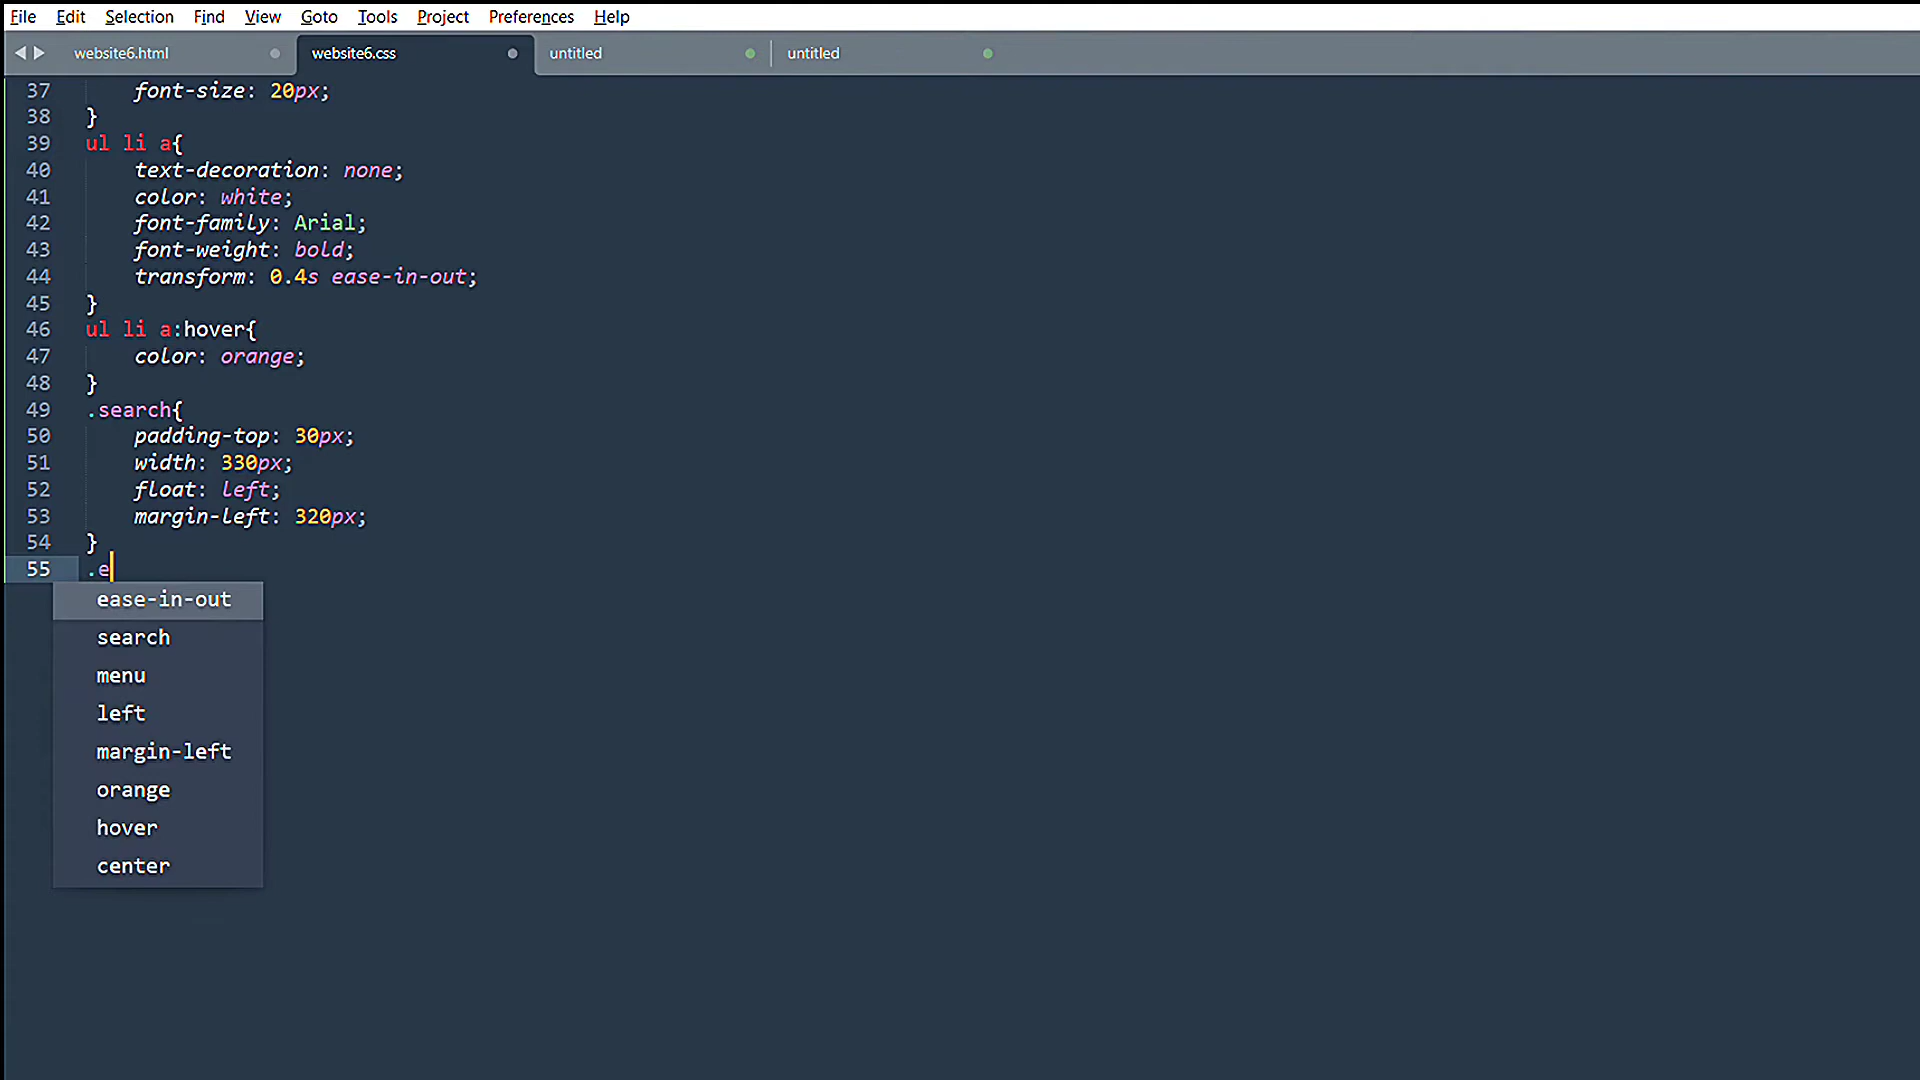 File Edit Selection Find View Goto Tools Project Preferences Help
website6.html website6.css untitled untitled
37 font-size: 20px;
38 }
39 ul li a{
40 text-decoration: none;
41 color: white;
42 font-family: Arial;
43 font-weight: bold;
44 transform: 0.4s ease-in-out;
45 }
46 ul li a:hover{
47 color: orange;
48 }
49 .search{
50 padding-top: 30px;
51 width: 330px;
52 float: left;
53 margin-left: 320px;
54 }
55 .e
ease-in-out
search
menu
left
margin-left
orange
hover
center